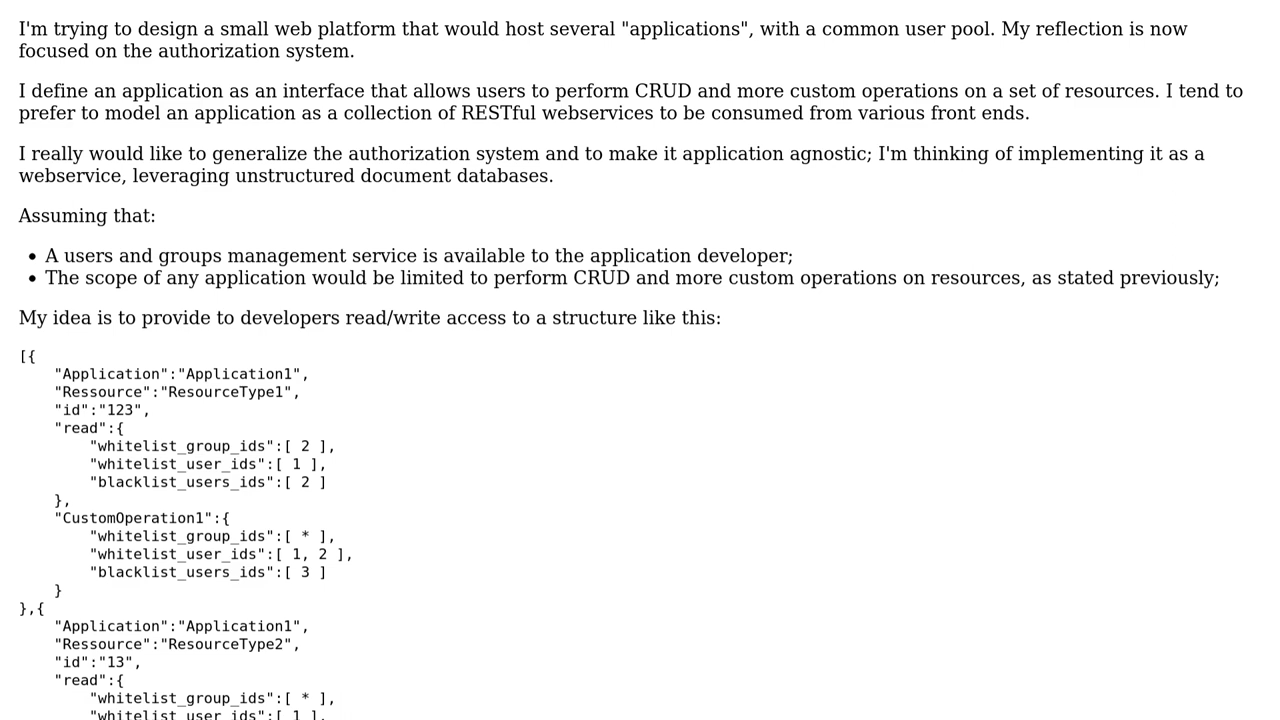 I'm trying to design a small web platform that would host several "applications", with a common user pool. My reflection is now
focused on the authorization system.
I define an application as an interface that allows users to perform CRUD and more custom operations on a set of resources. I tend to
prefer to model an application as a collection of RESTful webservices to be consumed from various front ends.
I really would like to generalize the authorization system and to make it application agnostic; I'm thinking of implementing it as a
webservice, leveraging unstructured document databases.
Assuming that:
• A users and groups management service is available to the application developer;
• The scope of any application would be limited to perform CRUD and more custom operations on resources, as stated previously;
My idea is to provide to developers read/write access to a structure like this:
[{
    "Application":"Application1",
    "Ressource":"ResourceType1",
    "id":"123",
    "read":{
        "whitelist_group_ids":[ 2 ],
        "whitelist_user_ids":[ 1 ],
        "blacklist_users_ids":[ 2 ]
    },
    "CustomOperation1":{
        "whitelist_group_ids":[ * ],
        "whitelist_user_ids":[ 1, 2 ],
        "blacklist_users_ids":[ 3 ]
    }
},{
    "Application":"Application1",
    "Ressource":"ResourceType2",
    "id":"13",
    "read":{
        "whitelist_group_ids":[ * ],
        "whitelist_user_ids":[ 1 ],